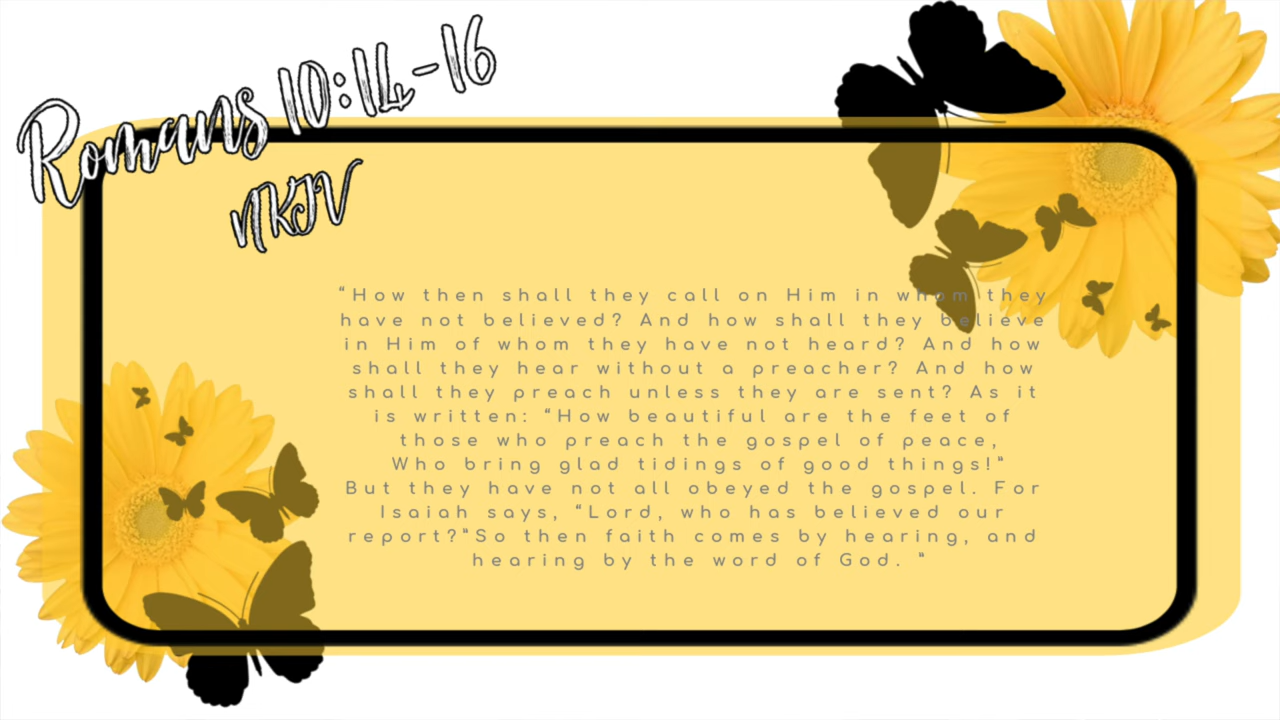 Romans 10:14-16
NKJV
“How then shall they call on Him in whom they
have not believed? And how shall they believe
in Him of whom they have not heard? And how
shall they hear without a preacher? And how
shall they preach unless they are sent? As it
is written: “How beautiful are the feet of
those who preach the gospel of peace,
Who bring glad tidings of good things!”
But they have not all obeyed the gospel. For
Isaiah says, “Lord, who has believed our
report?”So then faith comes by hearing, and
hearing by the word of God. ”